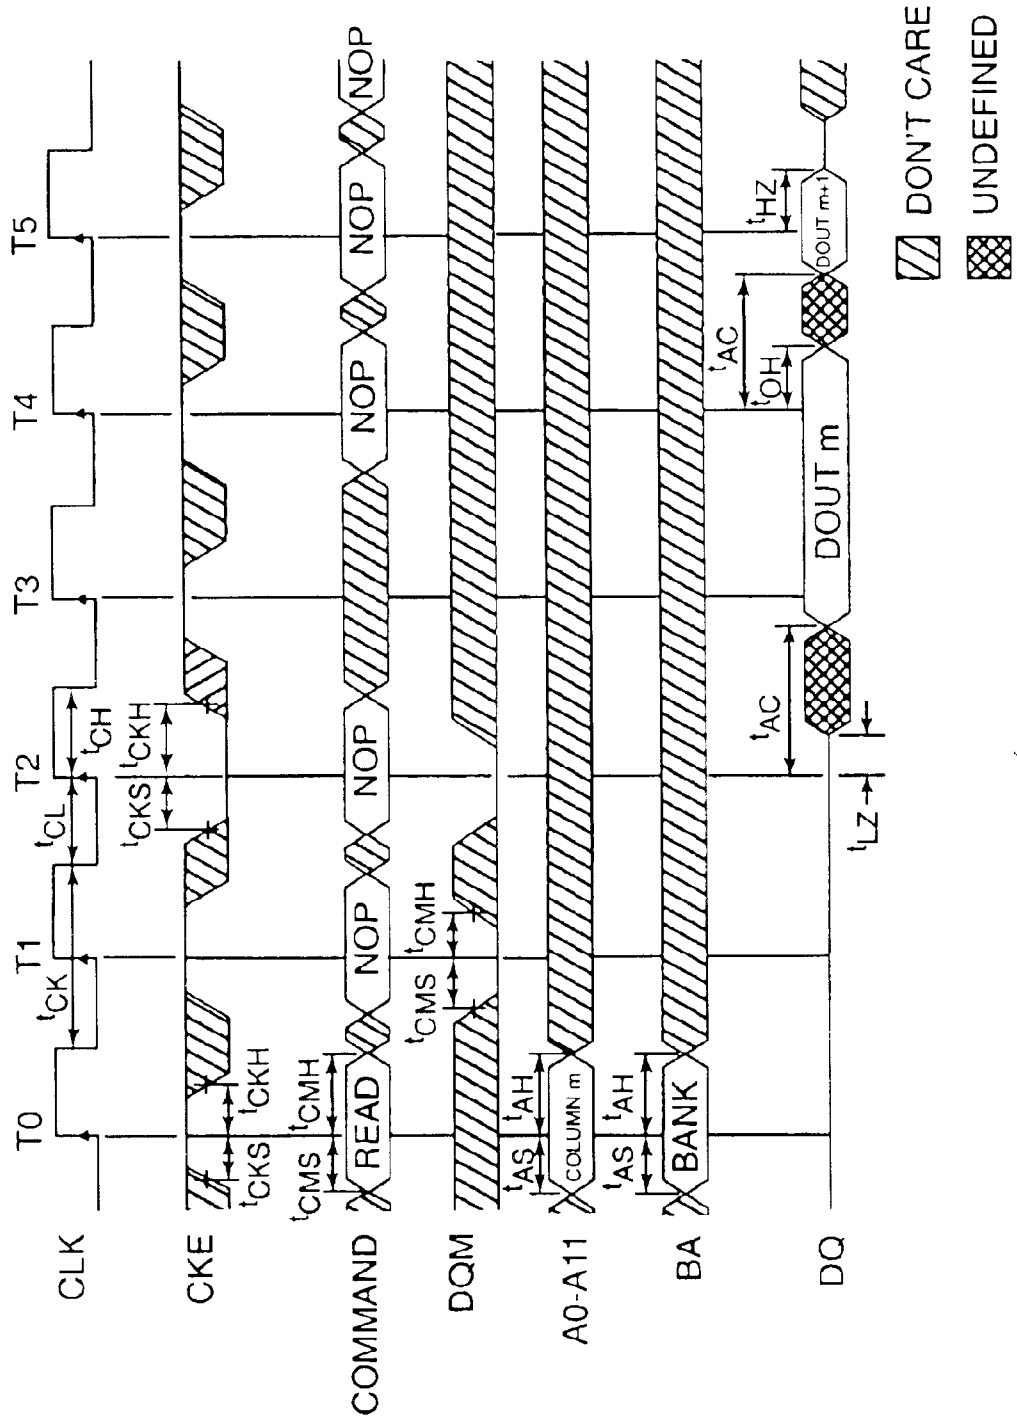 T0 T1 T2 T3 T4 T5
CLK
tCK tCL tCH
CKE
tCKS tCKH tCKS tCKH
tCMS tCMH
COMMAND READ NOP NOP NOP NOP NOP
tCMS tCMH
DQM
tAS tAH
A0-A11 COLUMN m
tAS tAH
BA BANK
tAC tOH tAC tHZ
DQ DOUT m DOUT m+1
tLZ
DON'T CARE
UNDEFINED